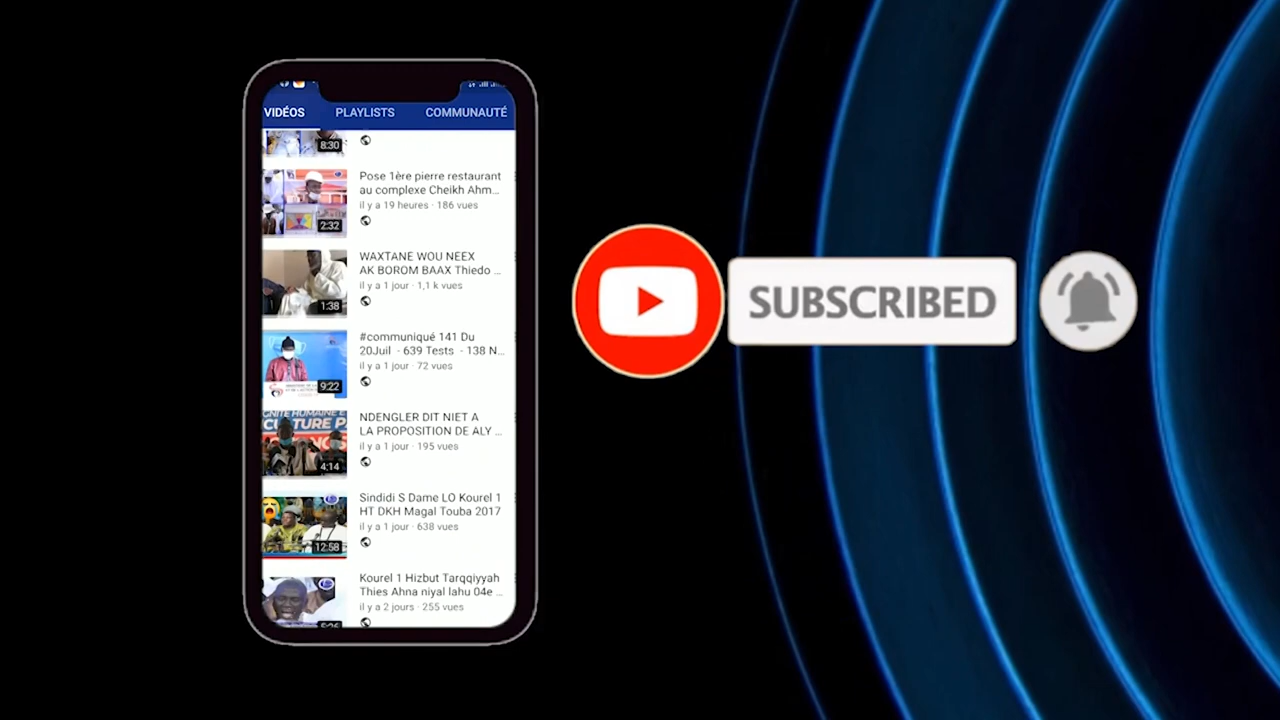 VIDÉOS PLAYLISTS COMMUNAUTÉ
8:30
Pose 1ère pierre restaurant
au complexe Cheikh Ahm...
il y a 19 heures · 186 vues
2:32
WAXTANE WOU NEEX
AK BOROM BAAX Thiedo ...
il y a 1 jour · 1,1 k vues
1:38
#communiqué 141 Du
20Juil - 639 Tests - 138 N...
il y a 1 jour · 72 vues
9:22
NDENGLER DIT NIET A
LA PROPOSITION DE ALY ...
il y a 1 jour · 195 vues
4:14
Sindidi S Dame LO Kourel 1
HT DKH Magal Touba 2017
il y a 1 jour · 638 vues
12:58
Kourel 1 Hizbut Tarqqiyyah
Thies Ahna niyal lahu 04e ...
il y a 2 jours · 255 vues
SUBSCRIBED